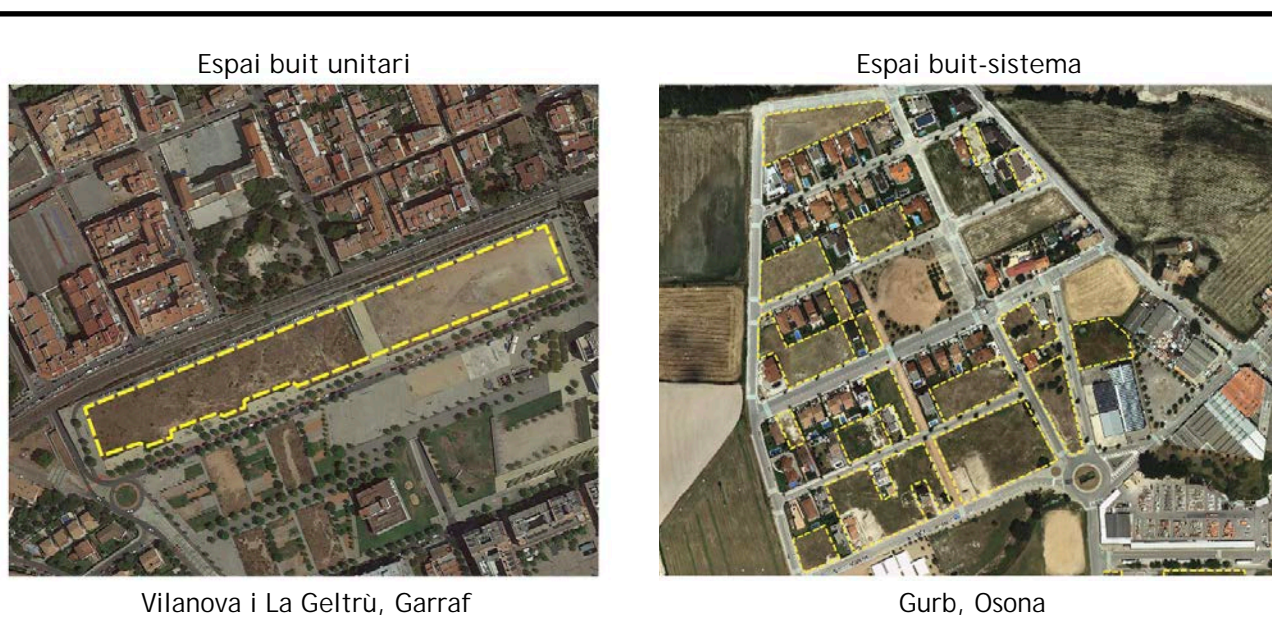 Espai buit unitari
Espai buit-sistema
Vilanova i La Geltrù, Garraf
Gurb, Osona